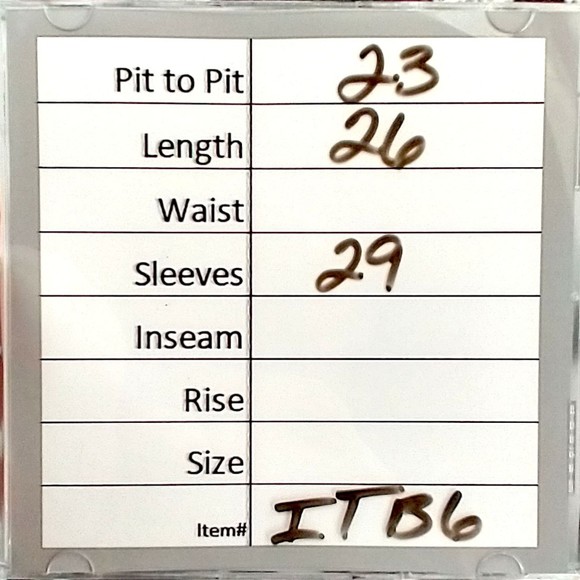 Pit to Pit 23
Length 26
Waist
Sleeves 29
Inseam
Rise
Size
Item# ITB6